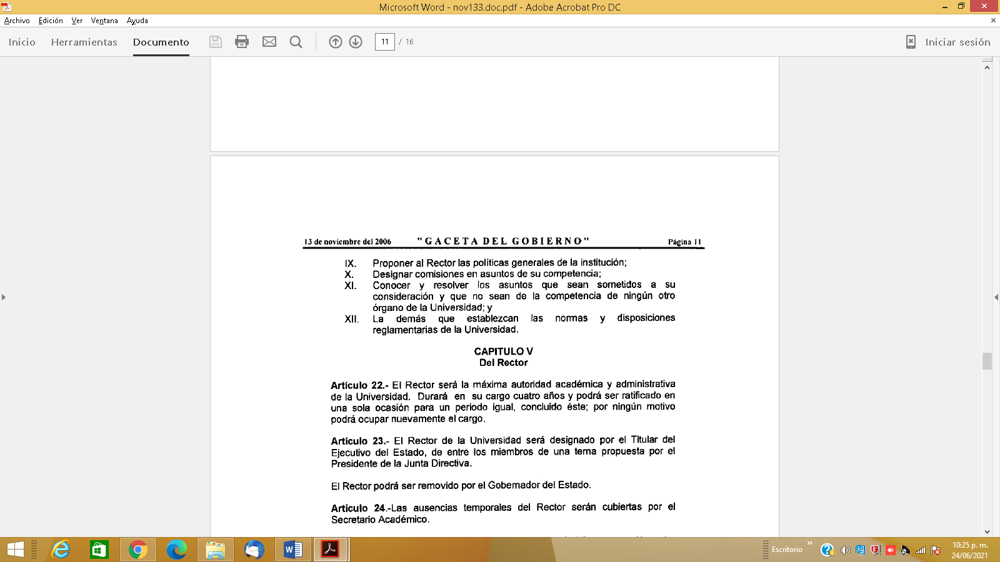 Microsoft Word - nov133.doc.pdf - Adobe Acrobat Pro DC
Archivo Edición Ver Ventana Ayuda
Inicio Herramientas Documento 11 / 16 Iniciar sesión
13 de noviembre del 2006 "GACETA DEL GOBIERNO" Página 11
IX. Proponer al Rector las políticas generales de la institución;
X. Designar comisiones en asuntos de su competencia;
XI. Conocer y resolver los asuntos que sean sometidos a su
consideración y que no sean de la competencia de ningún otro
órgano de la Universidad; y
XII. La demás que establezcan las normas y disposiciones
reglamentarias de la Universidad.
CAPITULO V
Del Rector
Artículo 22.- El Rector será la máxima autoridad académica y administrativa
de la Universidad. Durará en su cargo cuatro años y podrá ser ratificado en
una sola ocasión para un periodo igual, concluido éste; por ningún motivo
podrá ocupar nuevamente el cargo.
Artículo 23.- El Rector de la Universidad será designado por el Titular del
Ejecutivo del Estado, de entre los miembros de una terna propuesta por el
Presidente de la Junta Directiva.
El Rector podrá ser removido por el Gobernador del Estado.
Artículo 24.-Las ausencias temporales del Rector serán cubiertas por el
Secretario Académico.
Escritorio
10:25 p. m.
24/06/2021